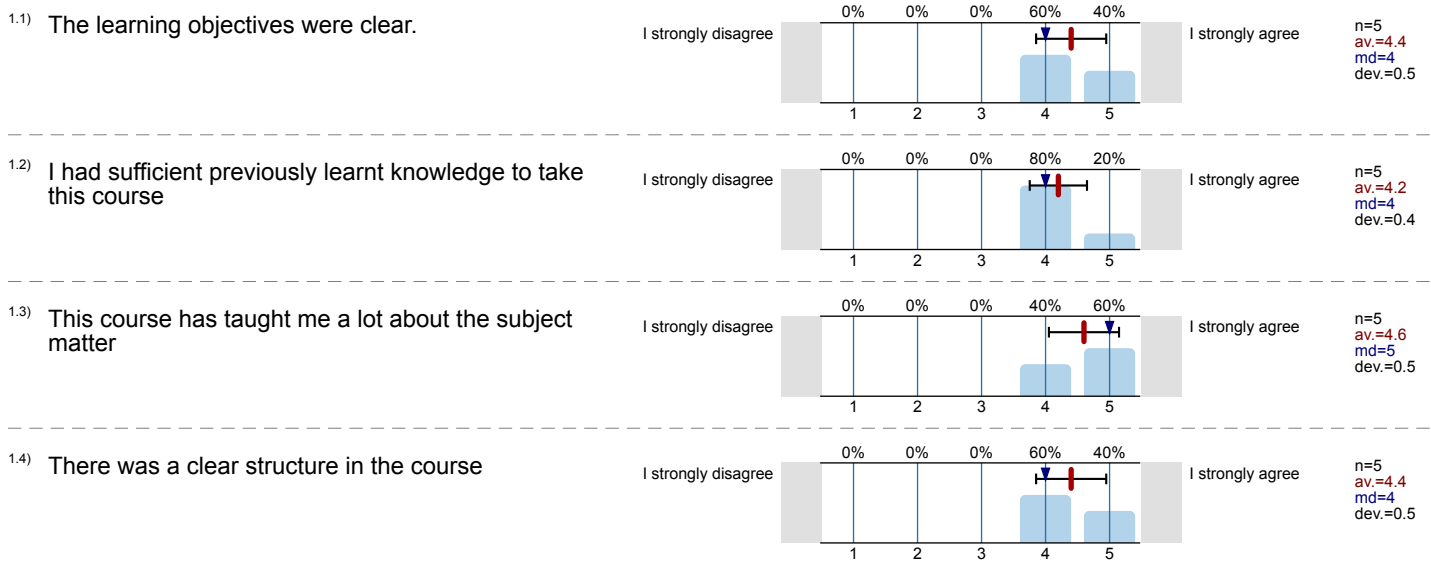 1.1) The learning objectives were clear.
I strongly disagree
0% 0% 0% 60% 40%
1 2 3 4 5
I strongly agree
n=5
av.=4.4
md=4
dev.=0.5
1.2) I had sufficient previously learnt knowledge to take
this course
I strongly disagree
0% 0% 0% 80% 20%
1 2 3 4 5
I strongly agree
n=5
av.=4.2
md=4
dev.=0.4
1.3) This course has taught me a lot about the subject
matter
I strongly disagree
0% 0% 0% 40% 60%
1 2 3 4 5
I strongly agree
n=5
av.=4.6
md=5
dev.=0.5
1.4) There was a clear structure in the course
I strongly disagree
0% 0% 0% 60% 40%
1 2 3 4 5
I strongly agree
n=5
av.=4.4
md=4
dev.=0.5